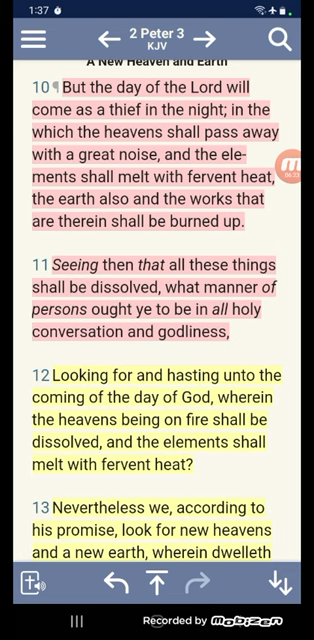 1:37
2 Peter 3
KJV
A New Heaven and Earth
10 ¶ But the day of the Lord will
come as a thief in the night; in the
which the heavens shall pass away
with a great noise, and the ele-
ments shall melt with fervent heat,
the earth also and the works that
are therein shall be burned up.
11 Seeing then that all these things
shall be dissolved, what manner of
persons ought ye to be in all holy
conversation and godliness,
12 Looking for and hasting unto the
coming of the day of God, wherein
the heavens being on fire shall be
dissolved, and the elements shall
melt with fervent heat?
13 Nevertheless we, according to
his promise, look for new heavens
and a new earth, wherein dwelleth
Recorded by mobizen